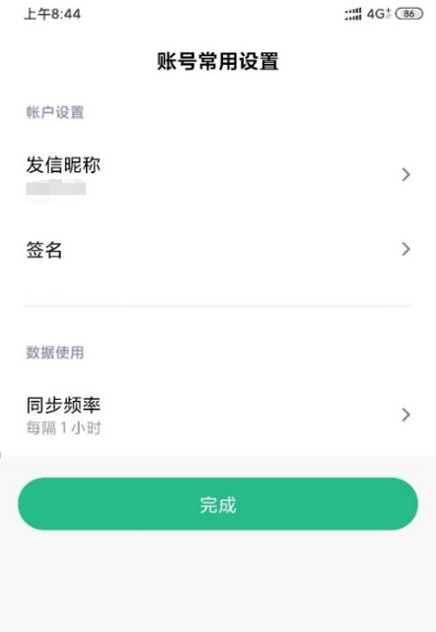 上午8:44
4G+ 86
账号常用设置
帐户设置
发信昵称
签名
数据使用
同步频率
每隔 1 小时
完成